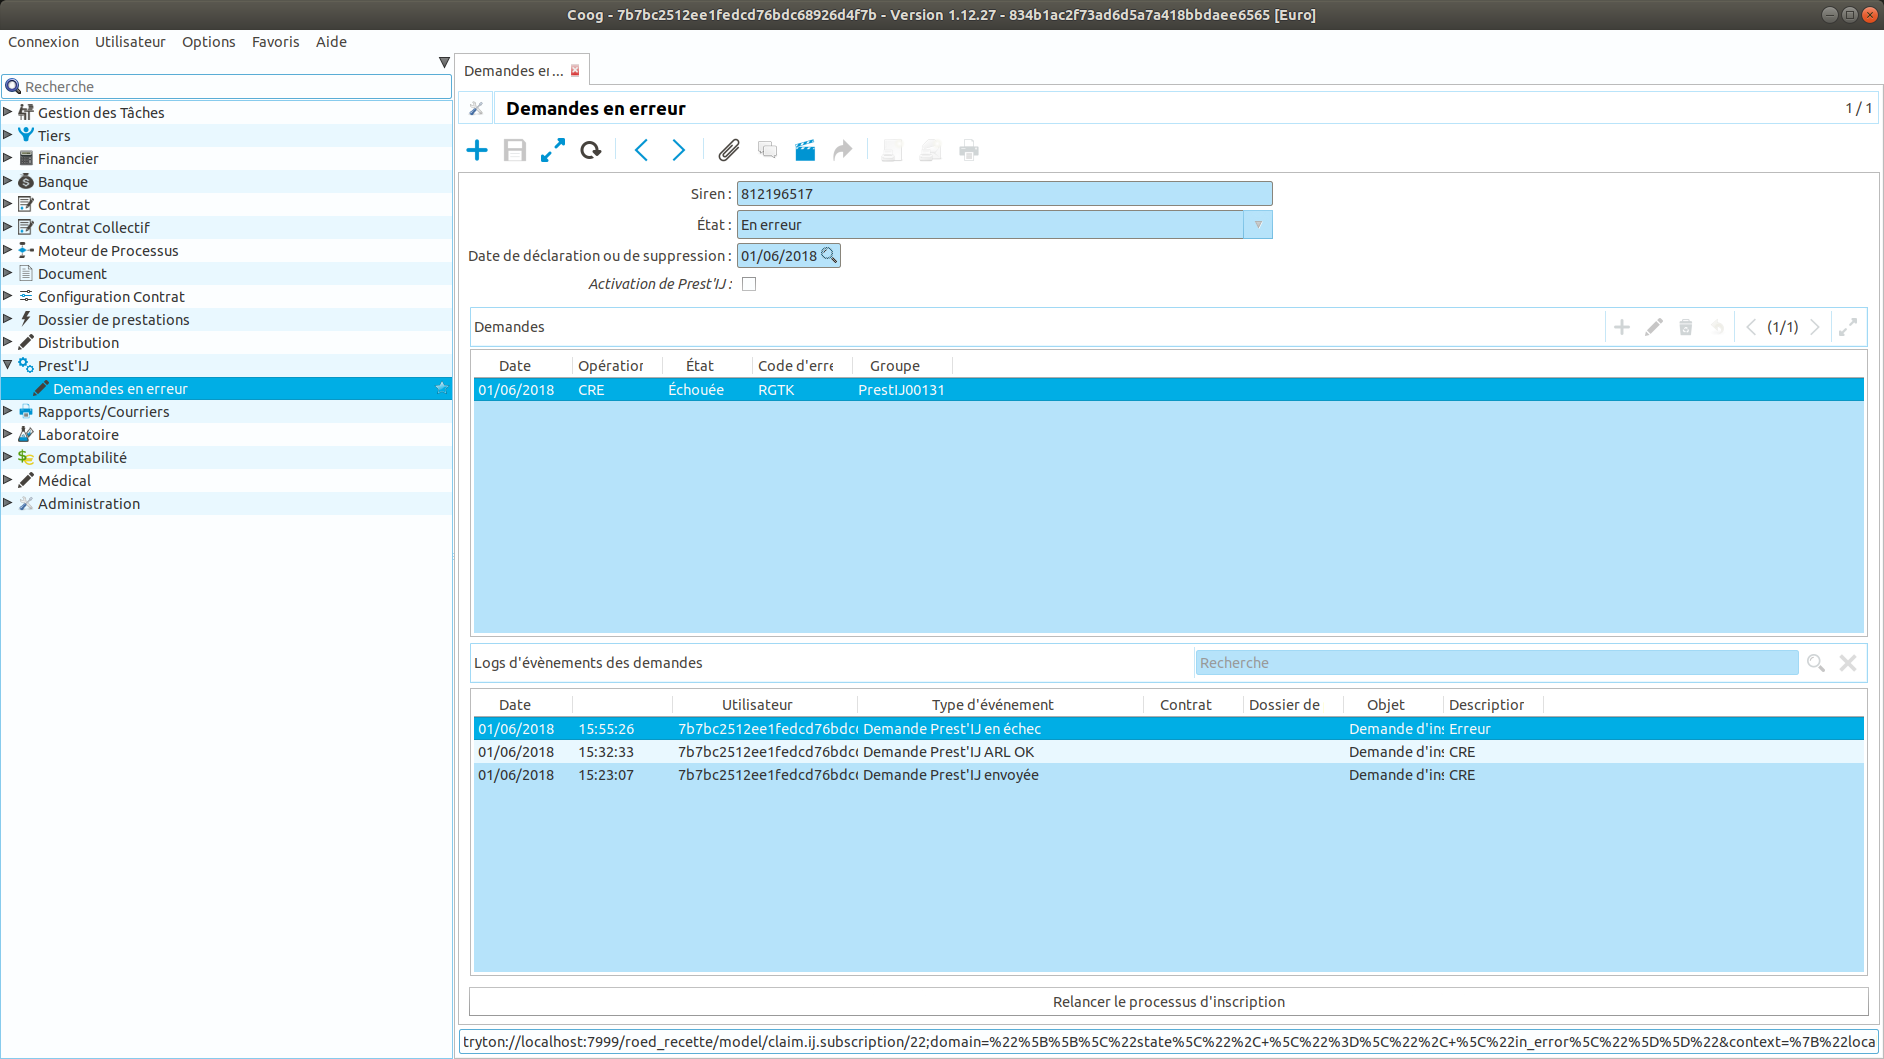 Coog - 7b7bc2512ee1fedcd76bdc68926d4f7b - Version 1.12.27 - 834b1ac2f73ad6d5a7a418bbdaee6565 [Euro]
Connexion Utilisateur Options Favoris Aide
Recherche
Gestion des Tâches
Tiers
Financier
Banque
Contrat
Contrat Collectif
Moteur de Processus
Document
Configuration Contrat
Dossier de prestations
Distribution
Prest'IJ
Demandes en erreur
Rapports/Courriers
Laboratoire
Comptabilité
Médical
Administration
Demandes er...
Demandes en erreur 1 / 1
Siren : 812196517
État : En erreur
Date de déclaration ou de suppression : 01/06/2018
Activation de Prest'IJ :
Demandes (1/1)
Date Opération État Code d'erre Groupe
01/06/2018 CRE Échouée RGTK PrestIJ00131
Logs d'évènements des demandes Recherche
Date Utilisateur Type d'événement Contrat Dossier de Objet Description
01/06/2018 15:55:26 7b7bc2512ee1fedcd76bdc Demande Prest'IJ en échec Demande d'ins Erreur
01/06/2018 15:32:33 7b7bc2512ee1fedcd76bdc Demande Prest'IJ ARL OK Demande d'ins CRE
01/06/2018 15:23:07 7b7bc2512ee1fedcd76bdc Demande Prest'IJ envoyée Demande d'ins CRE
Relancer le processus d'inscription
tryton://localhost:7999/roed_recette/model/claim.ij.subscription/22;domain=%22%5B%5B%5C%22state%5C%22%2C+%5C%22%3D%5C%22%2C+%5C%22in_error%5C%22%5D%5D%22&context=%7B%22loca